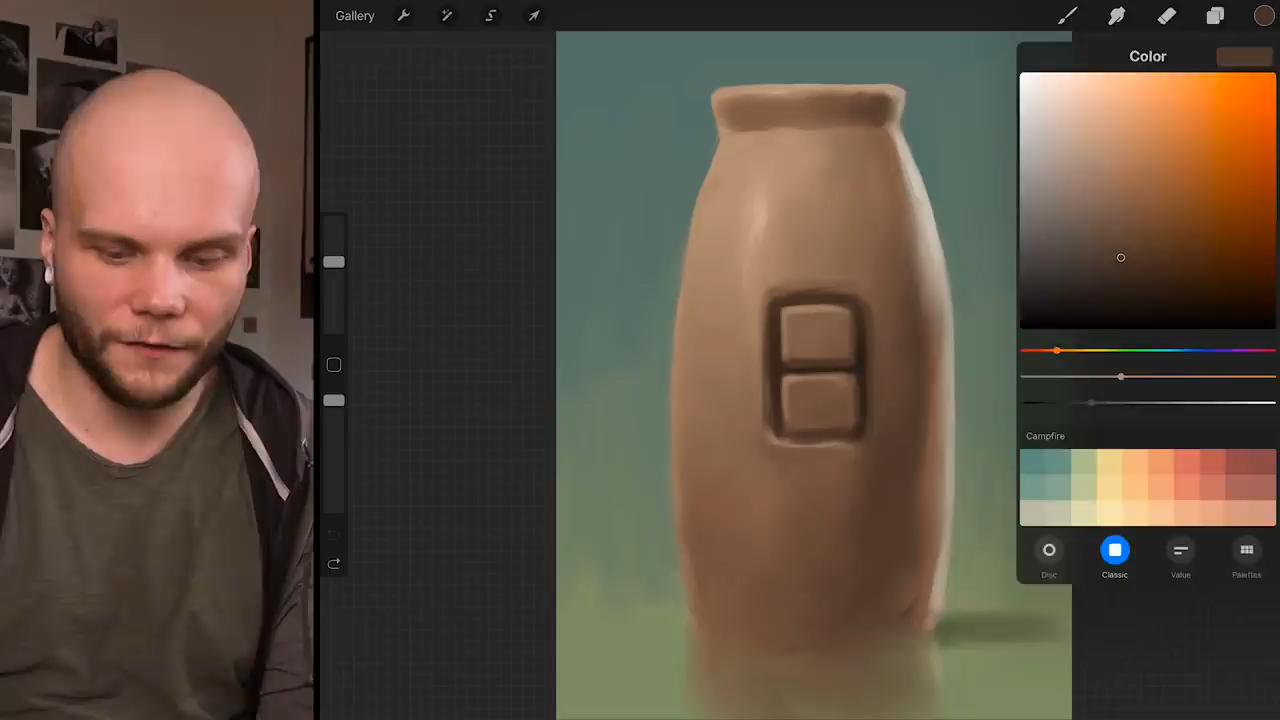 Gallery
Color
Campfire
Disc
Classic
Value
Palettes